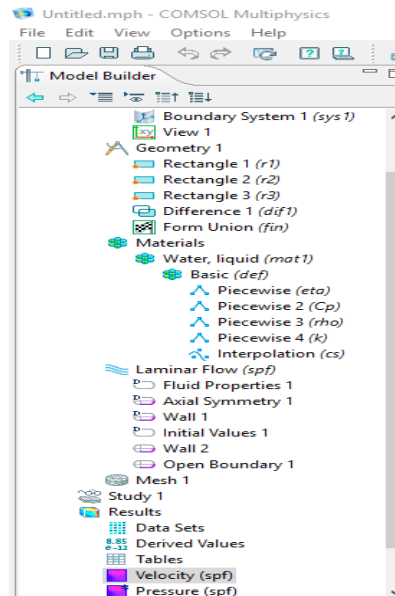 Untitled.mph - COMSOL Multiphysics
File Edit View Options Help
Model Builder
Boundary System 1 (sys1)
xy View 1
Geometry 1
Rectangle 1 (r1)
Rectangle 2 (r2)
Rectangle 3 (r3)
Difference 1 (dif1)
Form Union (fin)
Materials
Water, liquid (mat1)
Basic (def)
Piecewise (eta)
Piecewise 2 (Cp)
Piecewise 3 (rho)
Piecewise 4 (k)
Interpolation (cs)
Laminar Flow (spf)
D Fluid Properties 1
D Axial Symmetry 1
D Wall 1
D Initial Values 1
Wall 2
Open Boundary 1
Mesh 1
Study 1
Results
Data Sets
8.85 e-12 Derived Values
Tables
Velocity (spf)
Pressure (spf)